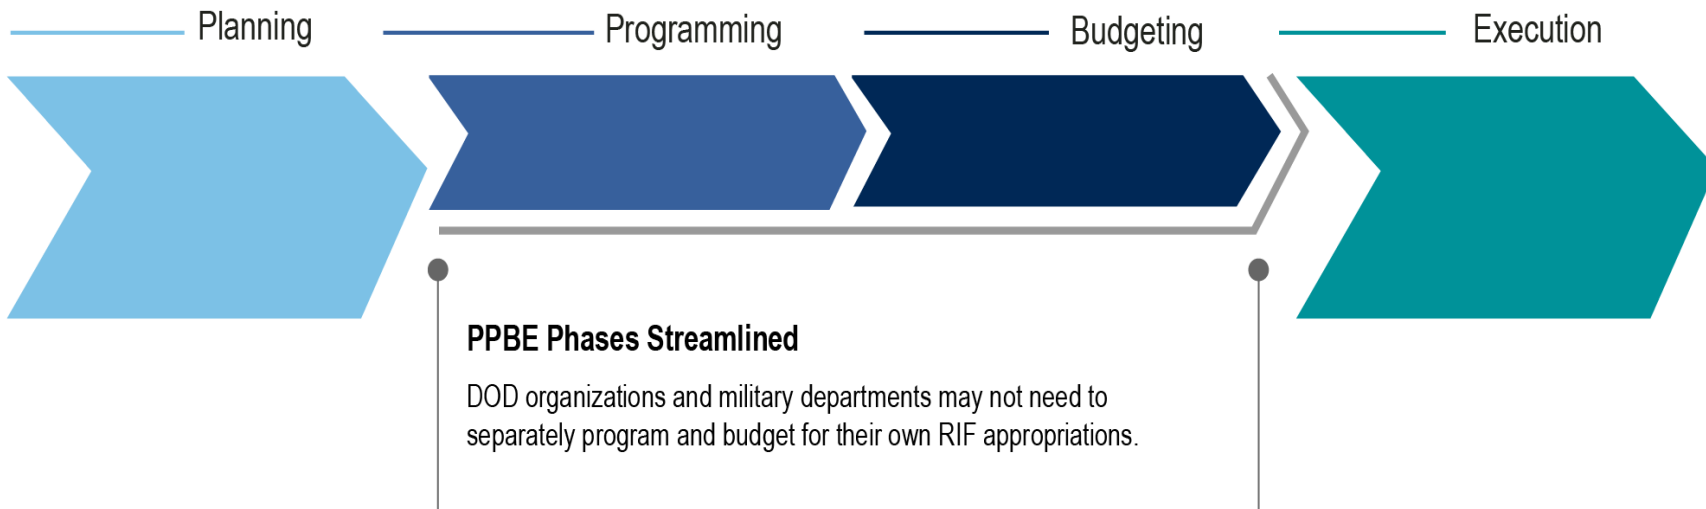 Planning
Programming
Budgeting
Execution
PPBE Phases Streamlined
DOD organizations and military departments may not need to
separately program and budget for their own RIF appropriations.